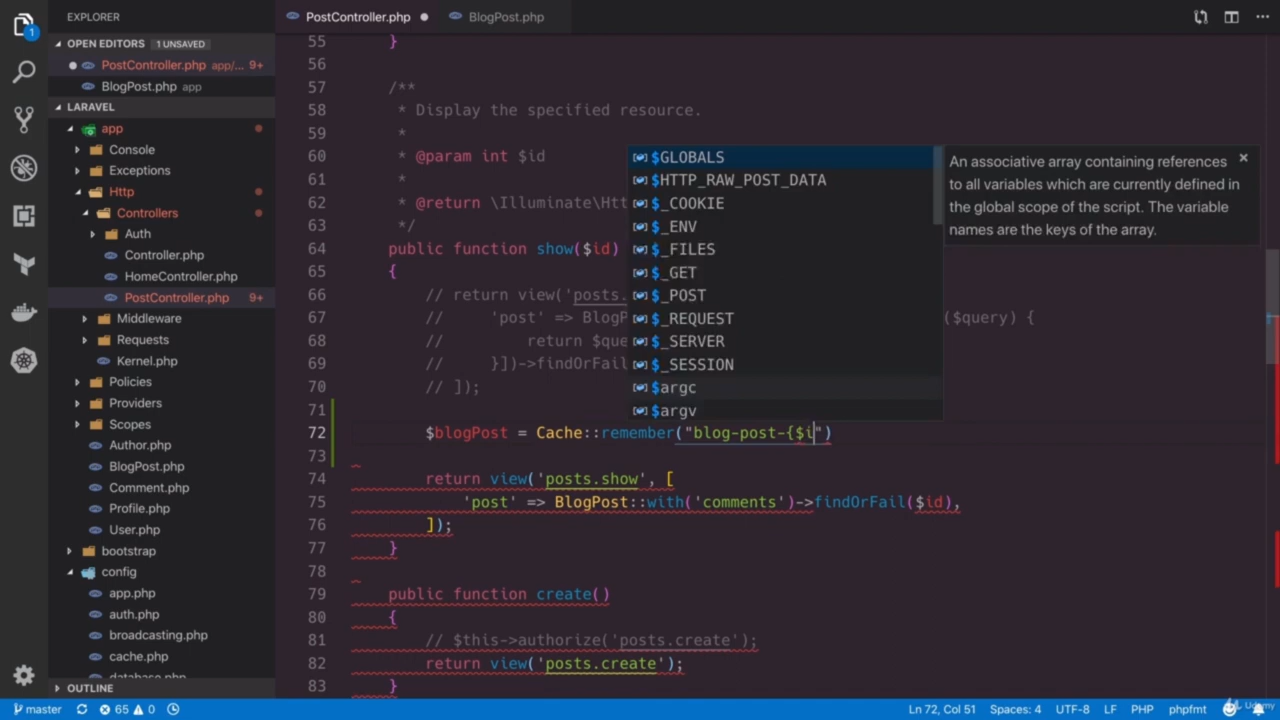 EXPLORER
OPEN EDITORS 1 UNSAVED
PostController.php app/... 9+
BlogPost.php app
LARAVEL
app
Console
Exceptions
Http
Controllers
Auth
Controller.php
HomeController.php
PostController.php 9+
Middleware
Requests
Kernel.php
Policies
Providers
Scopes
Author.php
BlogPost.php
Comment.php
Profile.php
User.php
bootstrap
config
app.php
auth.php
broadcasting.php
cache.php
database.php
OUTLINE
1
PostController.php
BlogPost.php
55 }
56
57 /**
58 * Display the specified resource.
59 *
60 * @param int $id
61 *
62 * @return \Illuminate\Htt
63 */
64 public function show($id)
65 {
66 // return view('posts.
67 // 'post' => BlogP ($query) {
68 // return $que
69 // }])->findOrFail
70 // ]);
71
72 $blogPost = Cache::remember("blog-post-{$i")
73
74 return view('posts.show', [
75 'post' => BlogPost::with('comments')->findOrFail($id),
76 ]);
77 }
78
79 public function create()
80 {
81 // $this->authorize('posts.create');
82 return view('posts.create');
83 }
$GLOBALS
$HTTP_RAW_POST_DATA
$_COOKIE
$_ENV
$_FILES
$_GET
$_POST
$_REQUEST
$_SERVER
$_SESSION
$argc
$argv
An associative array containing references
to all variables which are currently defined in
the global scope of the script. The variable
names are the keys of the array.
master 65 0 Ln 72, Col 51 Spaces: 4 UTF-8 LF PHP phpfmt
Udemy